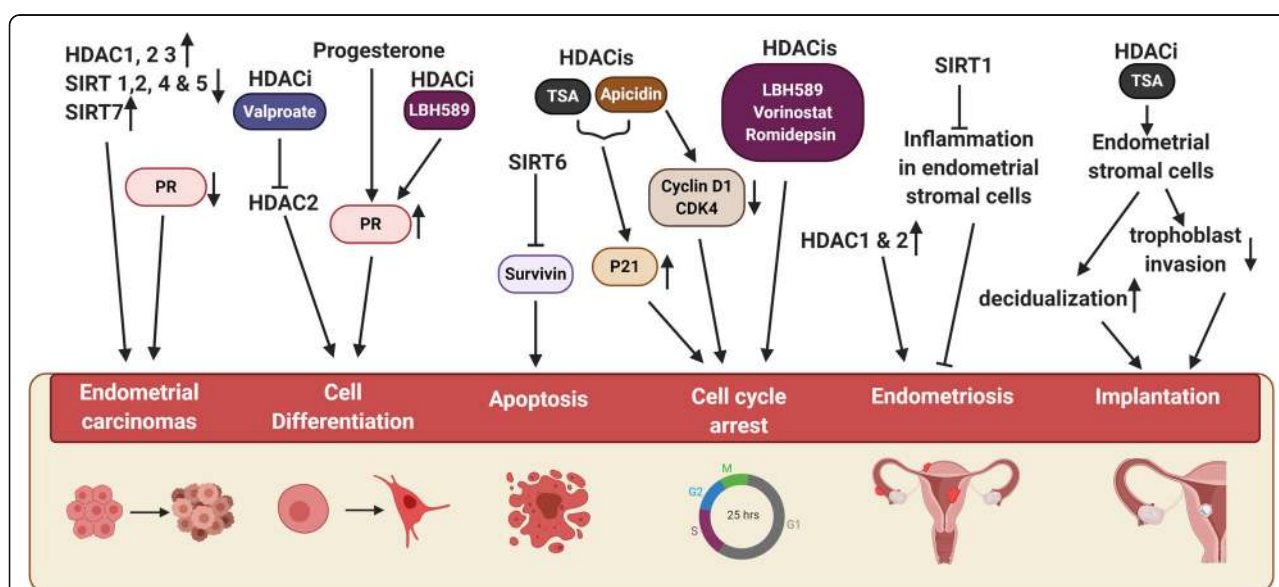 HDAC1, 2 3
SIRT 1,2, 4 & 5
SIRT7
PR
HDACi
Valproate
HDAC2
Progesterone
HDACi
LBH589
PR
SIRT6
Survivin
HDACis
TSA
Apicidin
P21
Cyclin D1
CDK4
HDACis
LBH589
Vorinostat
Romidepsin
HDAC1 & 2
SIRT1
Inflammation
in endometrial
stromal cells
HDACi
TSA
Endometrial
stromal cells
trophoblast
invasion
decidualization
Endometrial
carcinomas
Cell
Differentiation
Apoptosis
Cell cycle
arrest
Endometriosis
Implantation
M
G2
S
G1
25 hrs